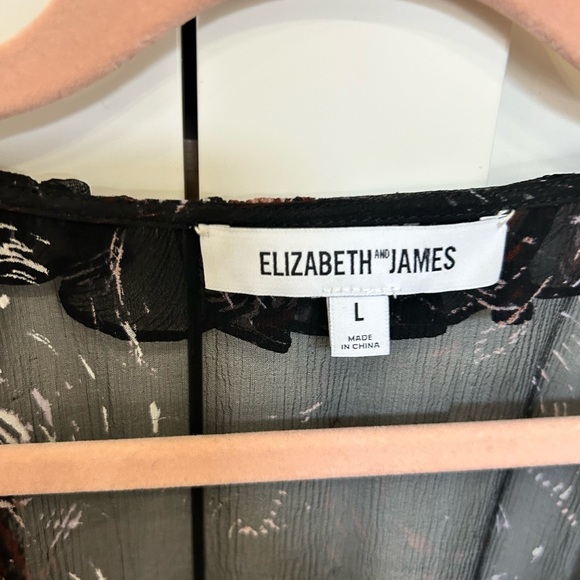 ELIZABETH AND JAMES
L
MADE
IN CHINA